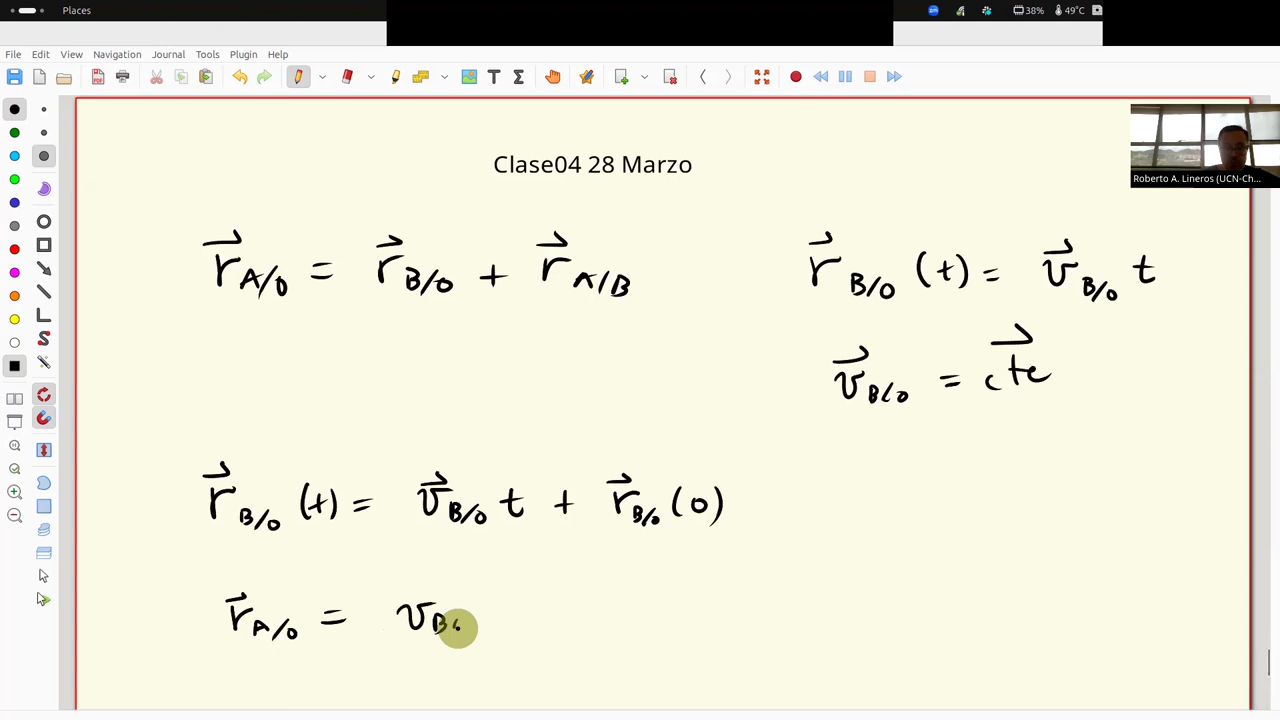 Places
38%
49°C
File Edit View Navigation Journal Tools Plugin Help
Clase04 28 Marzo
Roberto A. Lineros (UCN-Ch...
r⃗_{A/O} = r⃗_{B/O} + r⃗_{A/B}
r⃗_{B/O} (t) = v⃗_{B/O} t
v⃗_{B/O} = c⃗te
r⃗_{B/O} (t) = v⃗_{B/O} t + r⃗_{B/O} (0)
r⃗_{A/O} = v_{B/